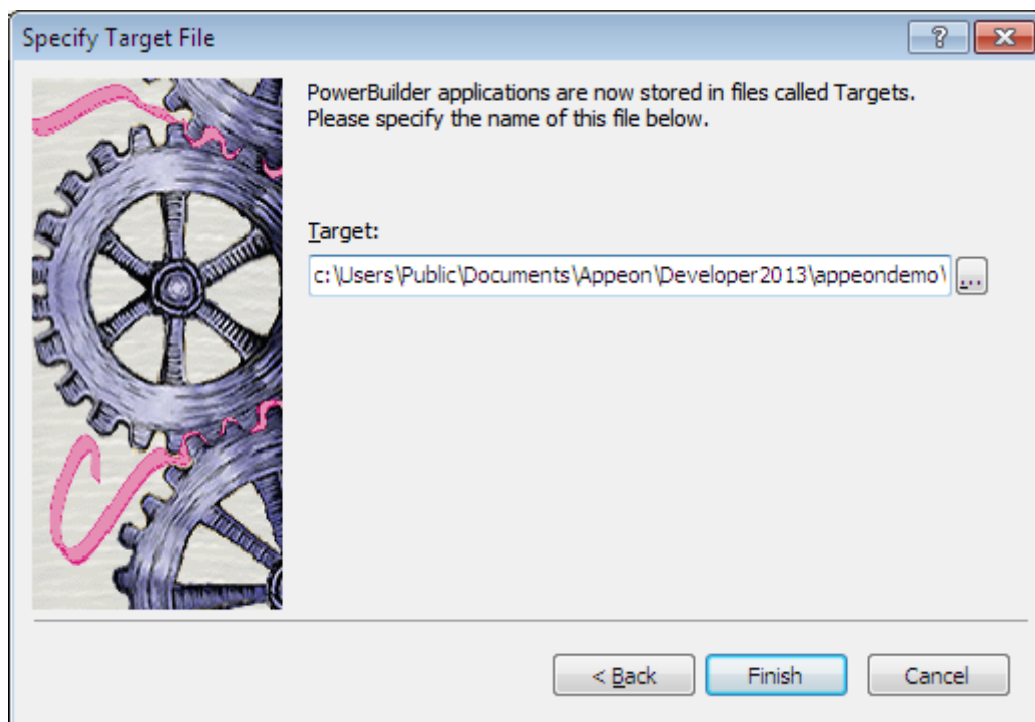 Specify Target File
PowerBuilder applications are now stored in files called Targets.
Please specify the name of this file below.
Target:
c:\Users\Public\Documents\Appeon\Developer2013\appeondemo\
...
< Back
Finish
Cancel